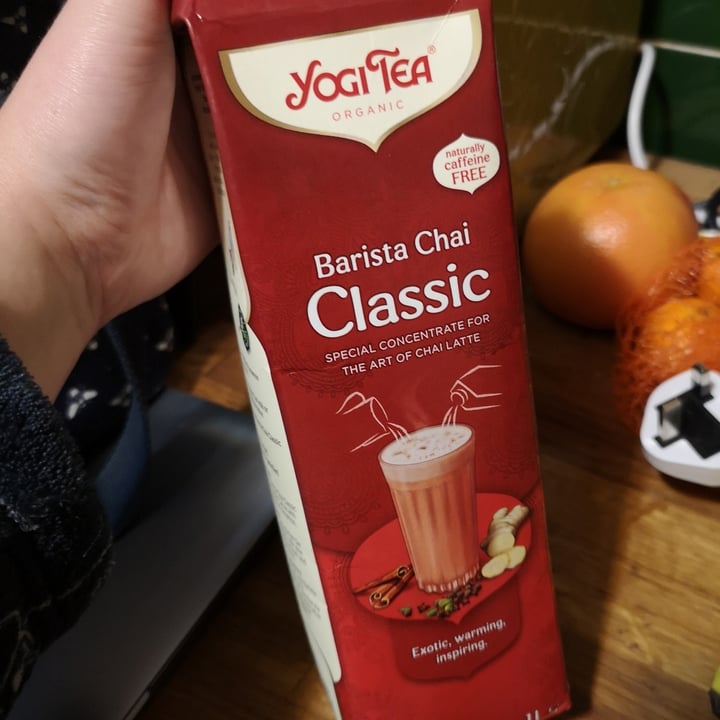 YOGI TEA®
ORGANIC
naturally
caffeine
FREE
Barista Chai
Classic
SPECIAL CONCENTRATE FOR
THE ART OF CHAI LATTE
Exotic, warming,
inspiring.